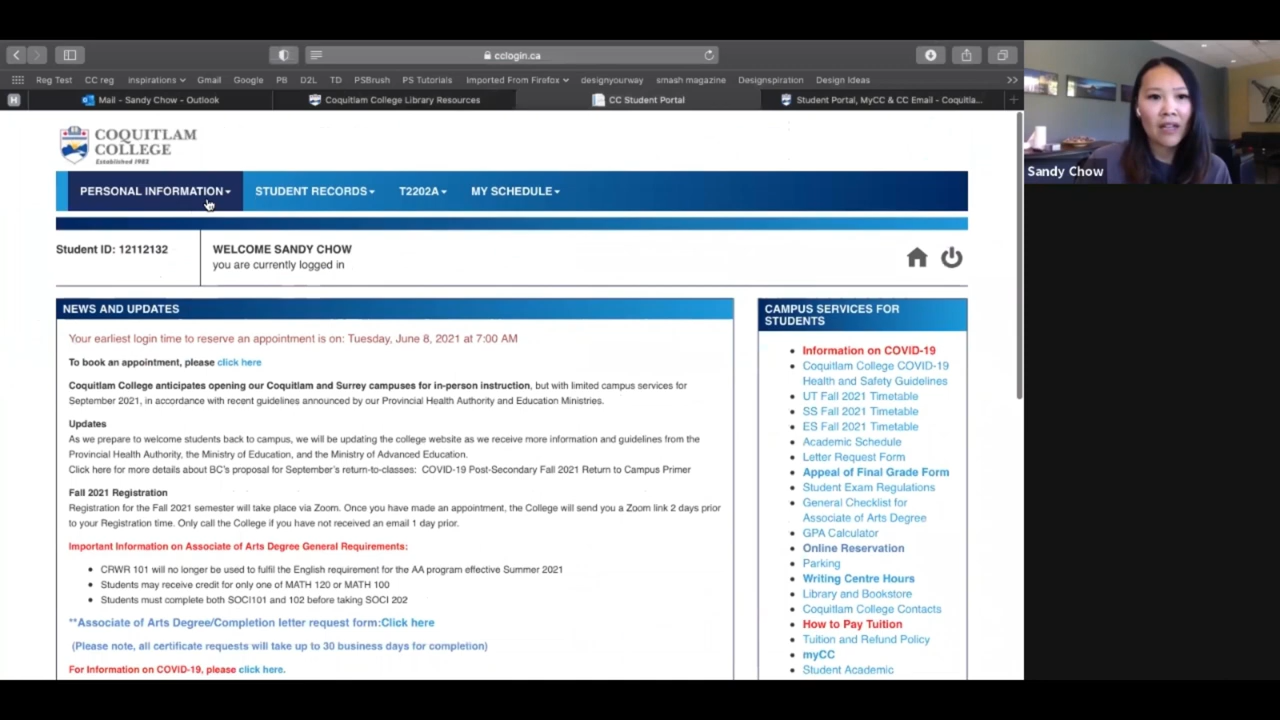 cclogin.ca
Reg Test CC reg inspirations Gmail Google PB D2L TD PSBrush PS Tutorials Imported From Firefox designyourway smash magazine Designspiration Design Ideas >>
H Mail - Sandy Chow - Outlook Coquitlam College Library Resources CC Student Portal Student Portal, MyCC & CC Email - Coquitla... +
COQUITLAM
COLLEGE
Established 1982
Sandy Chow
PERSONAL INFORMATION STUDENT RECORDS T2202A MY SCHEDULE
Student ID: 12112132
WELCOME SANDY CHOW
you are currently logged in
NEWS AND UPDATES
Your earliest login time to reserve an appointment is on: Tuesday, June 8, 2021 at 7:00 AM
To book an appointment, please click here
Coquitlam College anticipates opening our Coquitlam and Surrey campuses for in-person instruction, but with limited campus services for
September 2021, in accordance with recent guidelines announced by our Provincial Health Authority and Education Ministries.
Updates
As we prepare to welcome students back to campus, we will be updating the college website as we receive more information and guidelines from the
Provincial Health Authority, the Ministry of Education, and the Ministry of Advanced Education.
Click here for more details about BC's proposal for September's return-to-classes: COVID-19 Post-Secondary Fall 2021 Return to Campus Primer
Fall 2021 Registration
Registration for the Fall 2021 semester will take place via Zoom. Once you have made an appointment, the College will send you a Zoom link 2 days prior
to your Registration time. Only call the College if you have not received an email 1 day prior.
Important Information on Associate of Arts Degree General Requirements:
• CRWR 101 will no longer be used to fulfil the English requirement for the AA program effective Summer 2021
• Students may receive credit for only one of MATH 120 or MATH 100
• Students must complete both SOCI101 and 102 before taking SOCI 202
**Associate of Arts Degree/Completion letter request form:Click here
(Please note, all certificate requests will take up to 30 business days for completion)
For Information on COVID-19, please click here.
CAMPUS SERVICES FOR
STUDENTS
• Information on COVID-19
• Coquitlam College COVID-19
Health and Safety Guidelines
• UT Fall 2021 Timetable
• SS Fall 2021 Timetable
• ES Fall 2021 Timetable
• Academic Schedule
• Letter Request Form
• Appeal of Final Grade Form
• Student Exam Regulations
• General Checklist for
Associate of Arts Degree
• GPA Calculator
• Online Reservation
• Parking
• Writing Centre Hours
• Library and Bookstore
• Coquitlam College Contacts
• How to Pay Tuition
• Tuition and Refund Policy
• myCC
• Student Academic